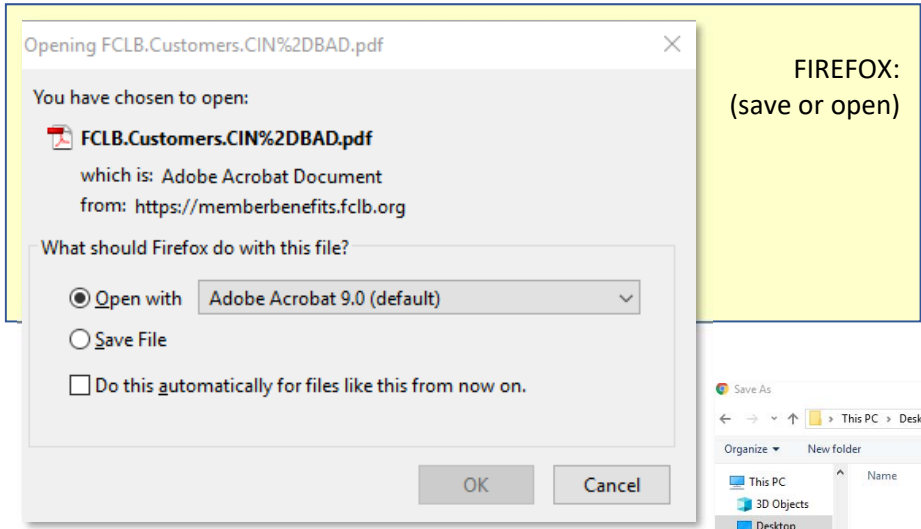 Opening FCLB.Customers.CIN%2DBAD.pdf
FIREFOX:
(save or open)
You have chosen to open:
FCLB.Customers.CIN%2DBAD.pdf
which is: Adobe Acrobat Document
from: https://memberbenefits.fclb.org
What should Firefox do with this file?
Open with Adobe Acrobat 9.0 (default)
Save File
Do this automatically for files like this from now on.
OK Cancel
Save As
This PC > Desk
Organize New folder
This PC Name
3D Objects
Desktop